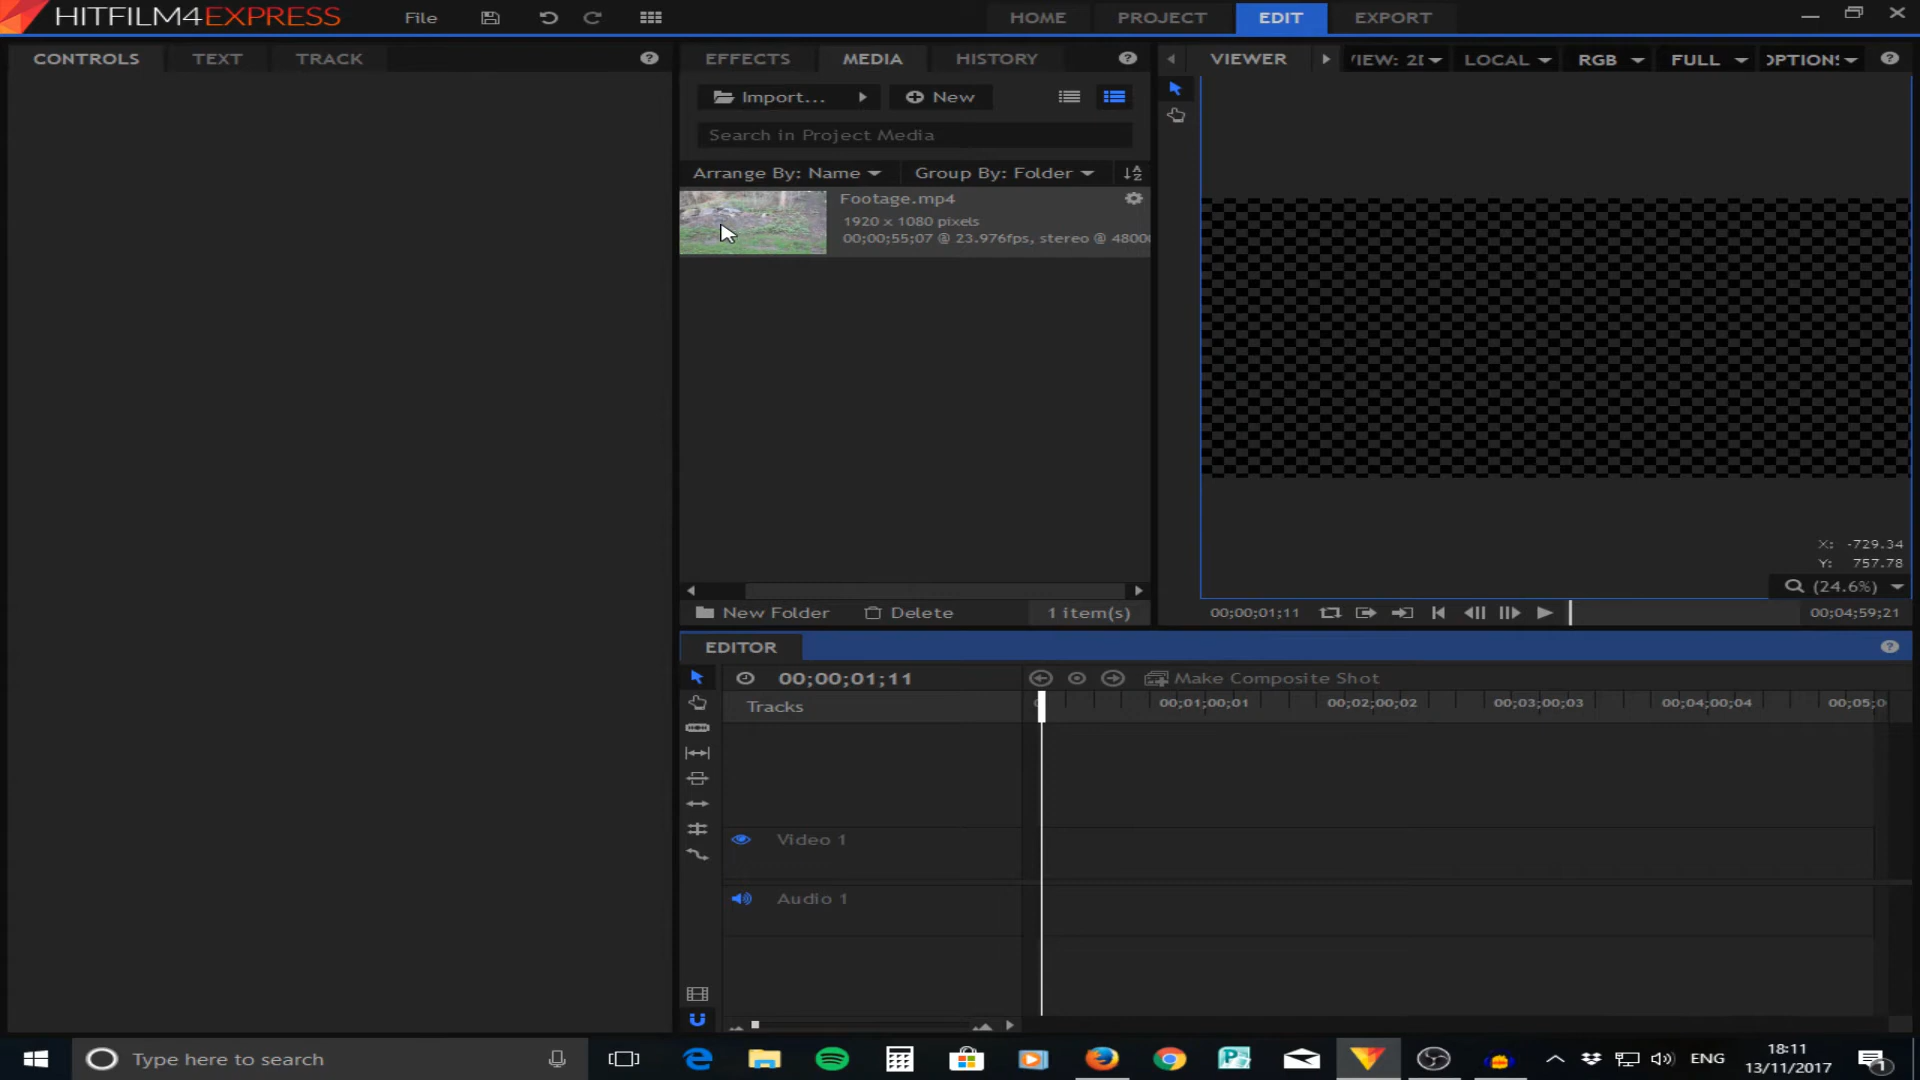 HITFILM4EXPRESS File HOME PROJECT EDIT EXPORT
CONTROLS TEXT TRACK
EFFECTS MEDIA HISTORY
VIEWER /IEW: 2D LOCAL RGB FULL OPTIONS
Import... New
Search in Project Media
Arrange By: Name Group By: Folder
Footage.mp4
1920 x 1080 pixels
00;00;55;07 @ 23.976fps, stereo @ 4800
X: -729.34
Y: 757.78
(24.6%)
New Folder Delete 1 item(s)
00;00;01;11 00;04;59;21
EDITOR
00;00;01;11 Make Composite Shot
Tracks 00;01;00;01 00;02;00;02 00;03;00;03 00;04;00;04 00;05;0
Video 1
Audio 1
Type here to search
ENG
18:11
13/11/2017
1